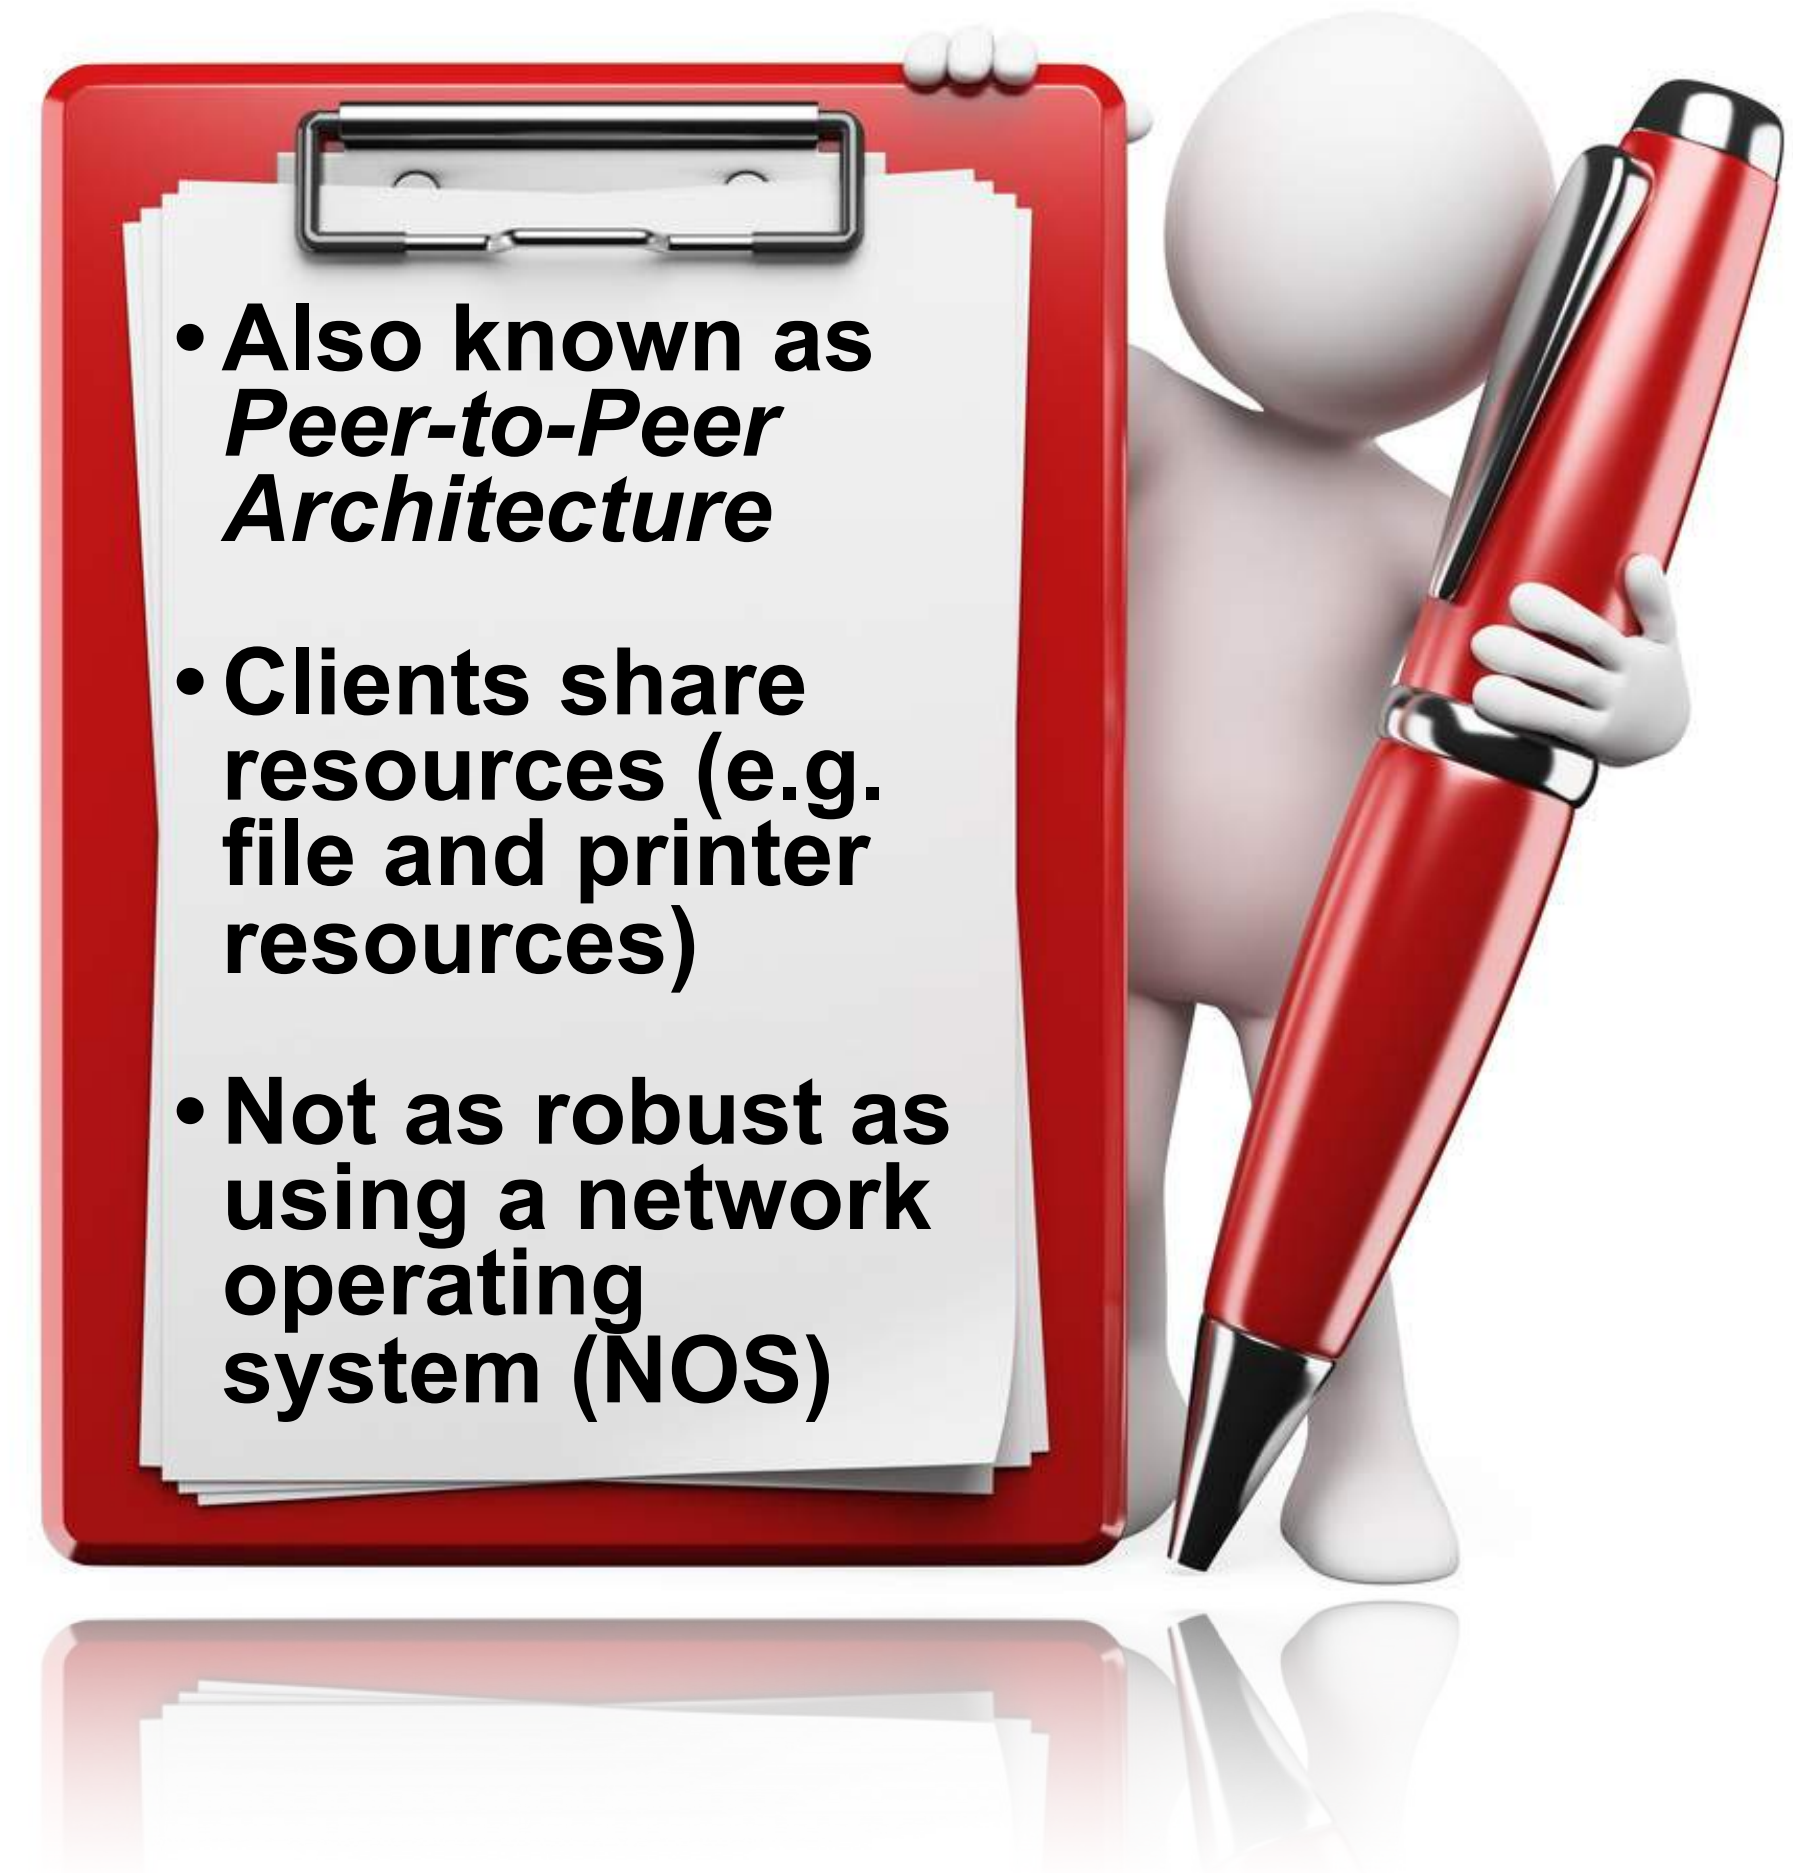 • Also known as
Peer-to-Peer
Architecture
• Clients share
resources (e.g.
file and printer
resources)
• Not as robust as
using a network
operating
system (NOS)